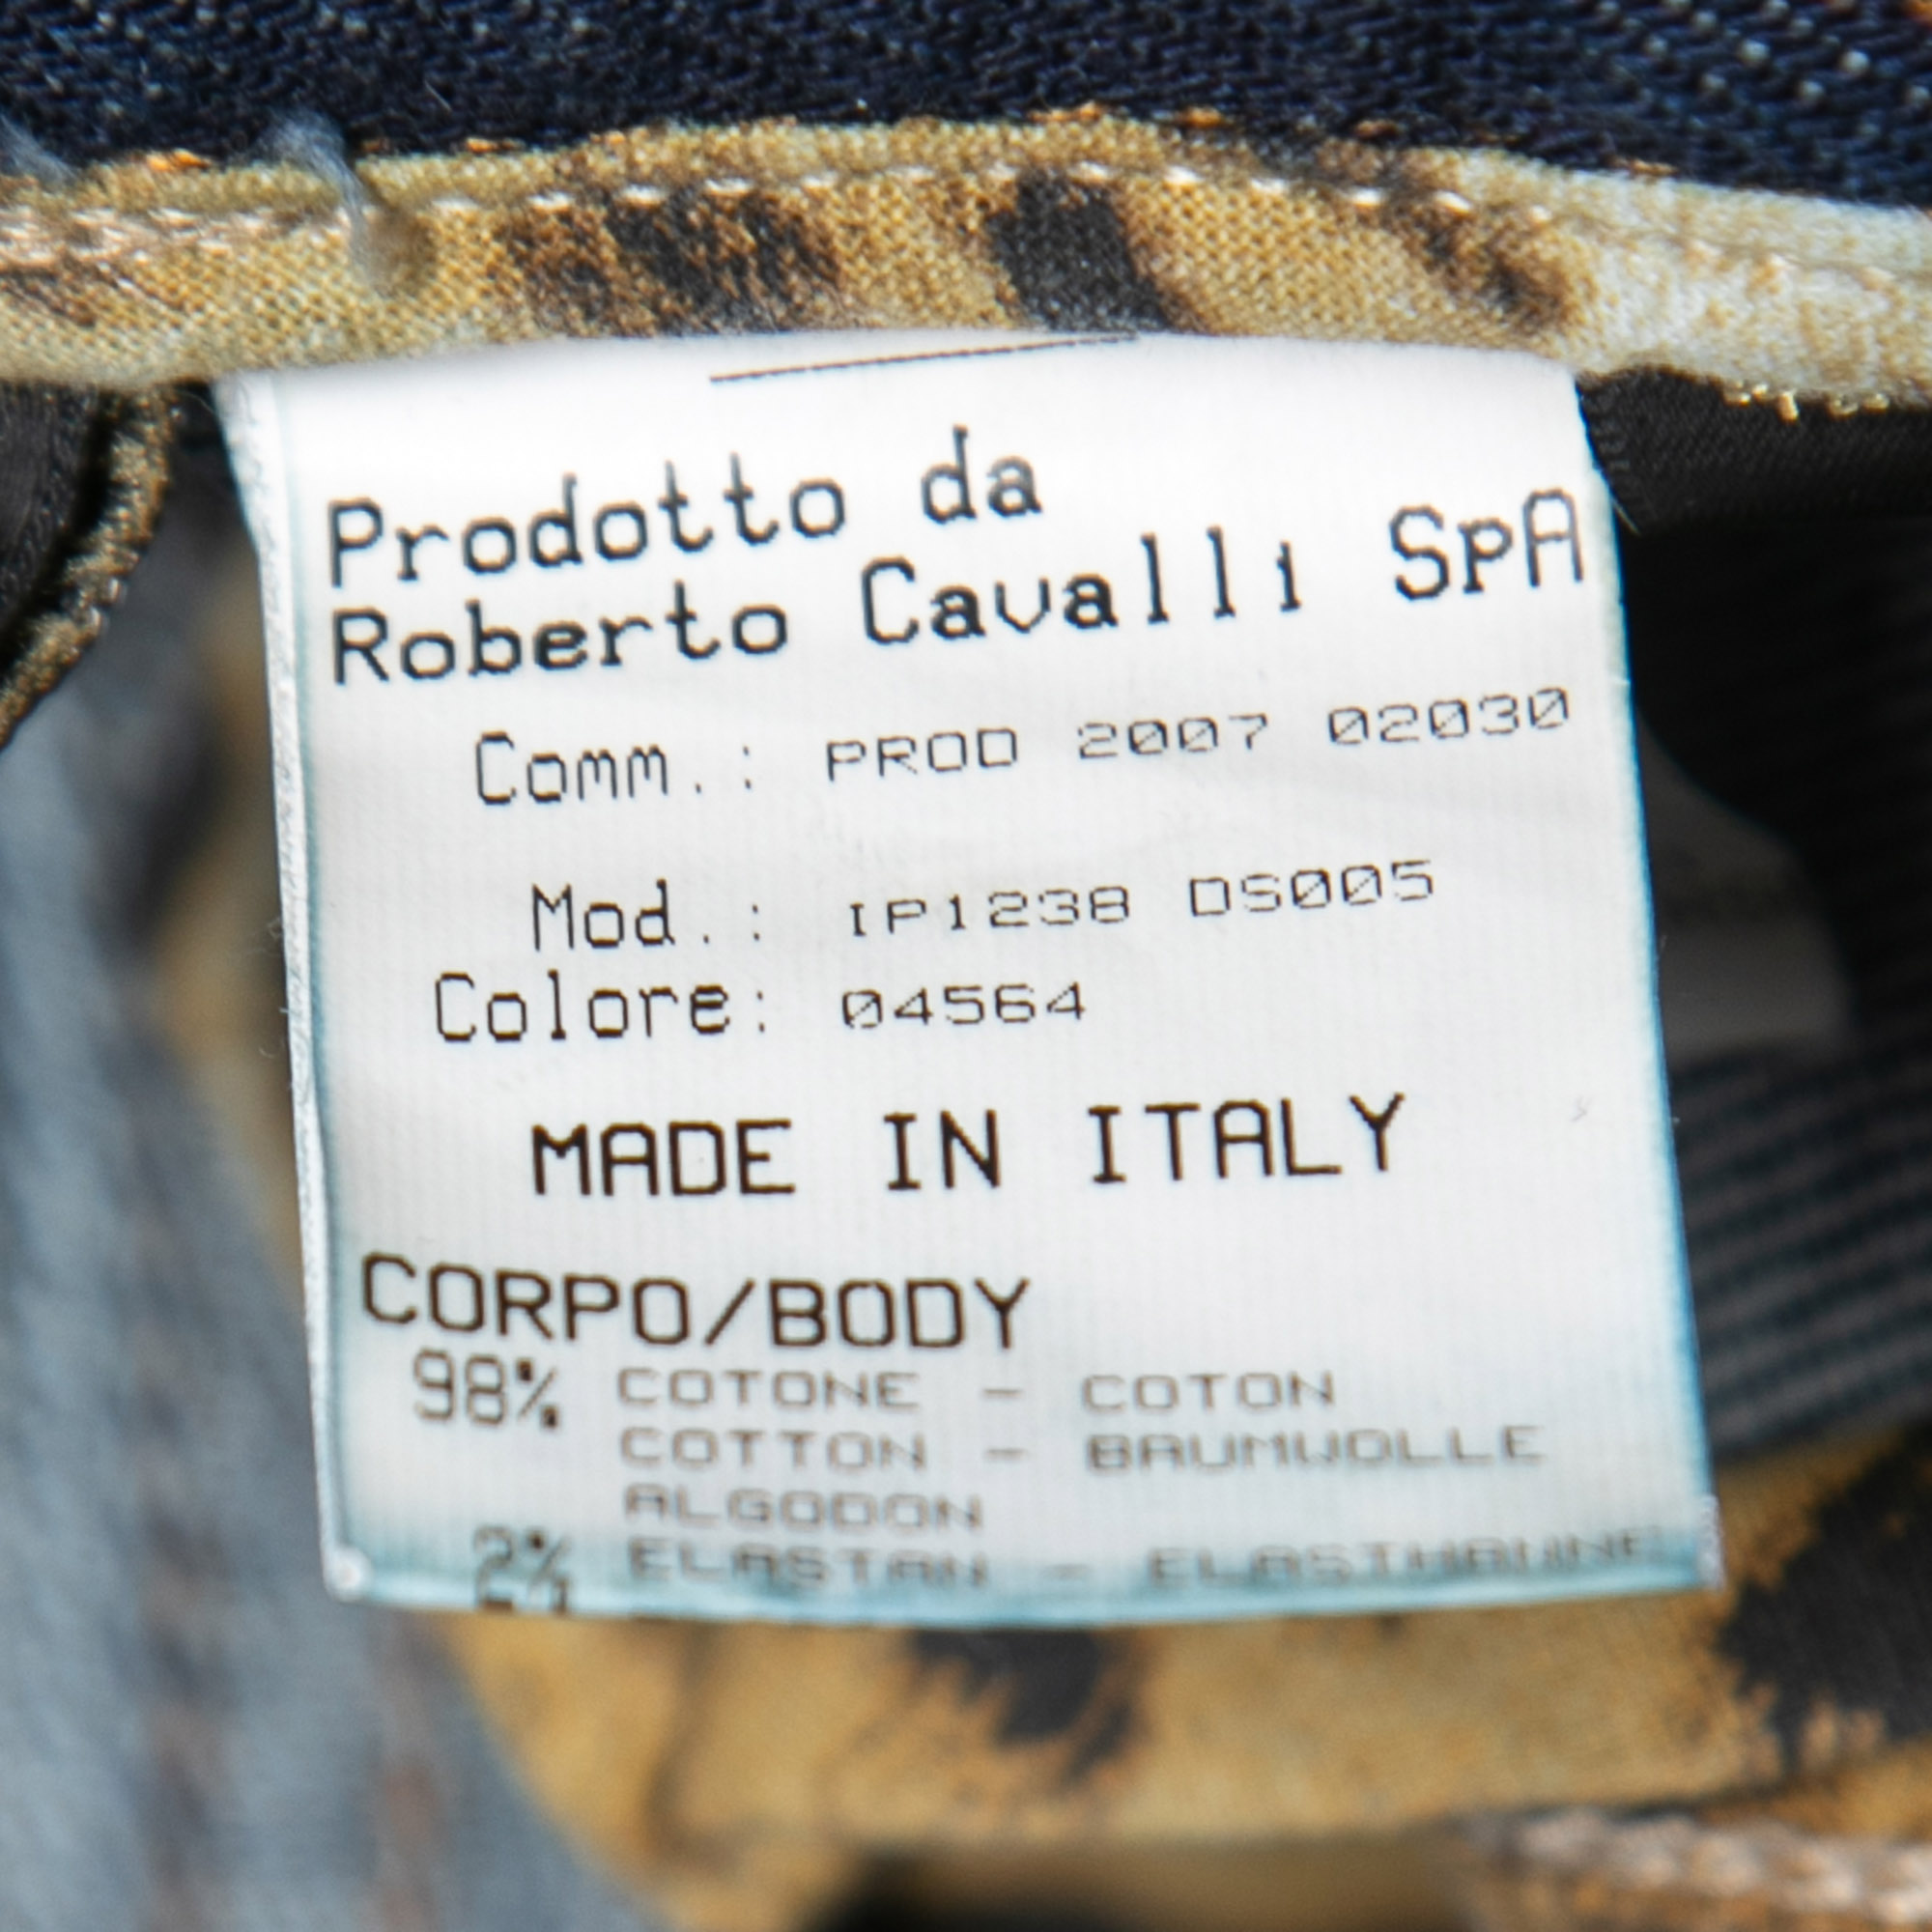 Prodotto da
Roberto Cavalli SpA
Comm.: PROD 2007 02030
Mod.: IP1238 DS005
Colore: 04564
MADE IN ITALY
CORPO/BODY
98% COTONE - COTON
COTTON - BAUMWOLLE
ALGODON
2% ELASTAN - ELASTHANNE